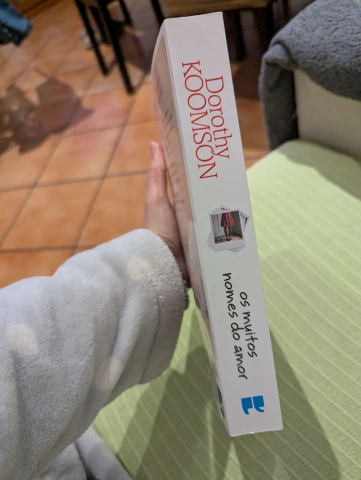 Dorothy
KOOMSON
os muitos
nomes do amor